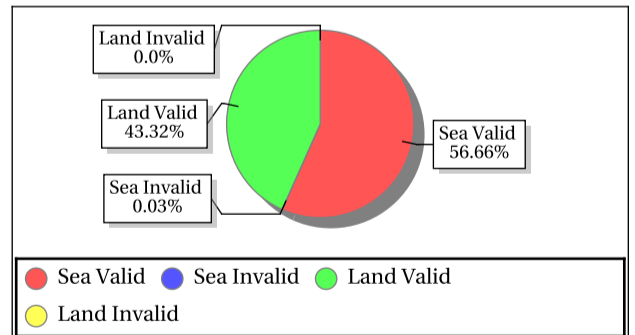 Land Invalid
0.0%
Land Valid
43.32%
Sea Valid
56.66%
Sea Invalid
0.03%
Sea Valid Sea Invalid Land Valid
Land Invalid